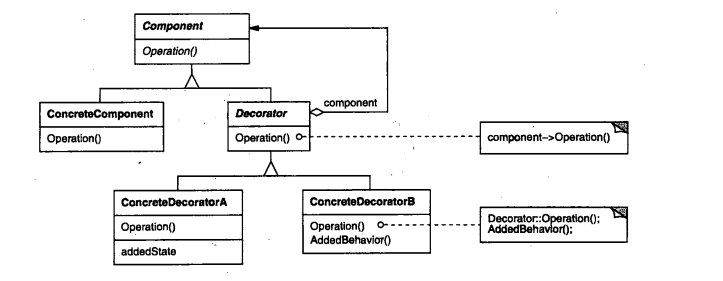 Component
Operation()
component
ConcreteComponent
Operation()
Decorator
Operation()
component->Operation()
ConcreteDecoratorA
Operation()
addedState
ConcreteDecoratorB
Operation()
AddedBehavior()
Decorator::Operation();
AddedBehavior();